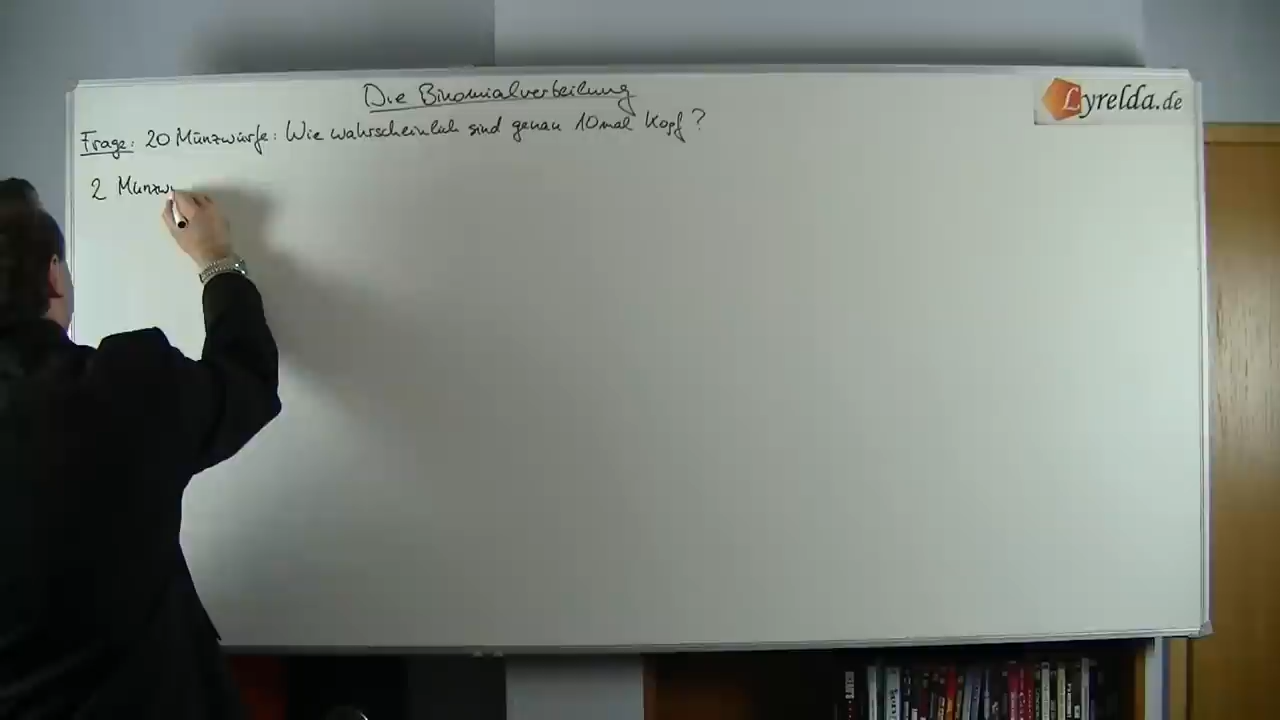 Die Binomialverteilung
Lyrelda.de
Frage: 20 Münzwürfe: Wie wahrscheinlich sind genau 10mal Kopf?
2 Münzw